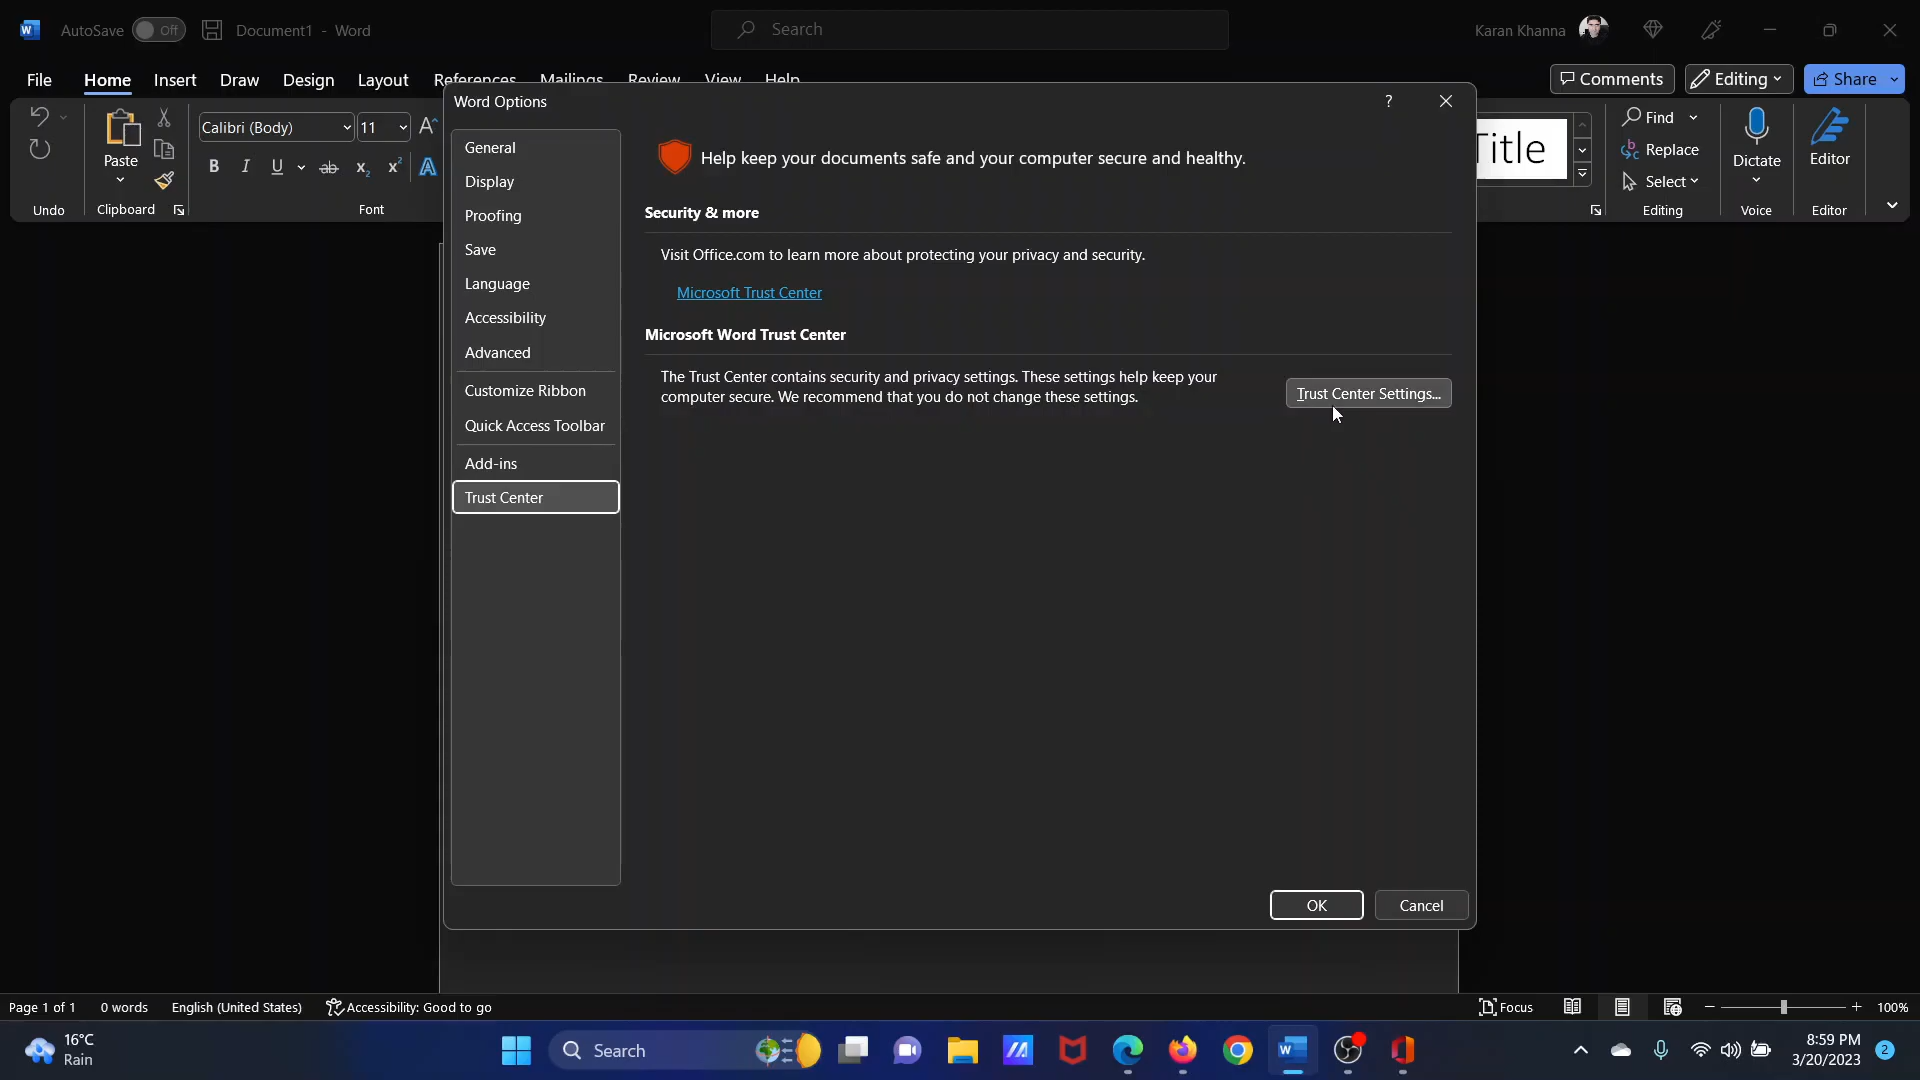 AutoSave Off Document1 - Word Search Karan Khanna
File Home Insert Draw Design Layout References Mailings Review View Help Comments Editing Share
Calibri (Body) 11
Paste
Undo Clipboard Font
Title
Find
Replace
Select
Editing
Dictate
Voice
Editor
Editor
Word Options ?
General
Display
Proofing
Save
Language
Accessibility
Advanced
Customize Ribbon
Quick Access Toolbar
Add-ins
Trust Center
Help keep your documents safe and your computer secure and healthy.
Security & more
Visit Office.com to learn more about protecting your privacy and security.
Microsoft Trust Center
Microsoft Word Trust Center
The Trust Center contains security and privacy settings. These settings help keep your
computer secure. We recommend that you do not change these settings.
Trust Center Settings...
OK Cancel
Page 1 of 1 0 words English (United States) Accessibility: Good to go Focus 100%
16°C
Rain
Search
8:59 PM
3/20/2023
2